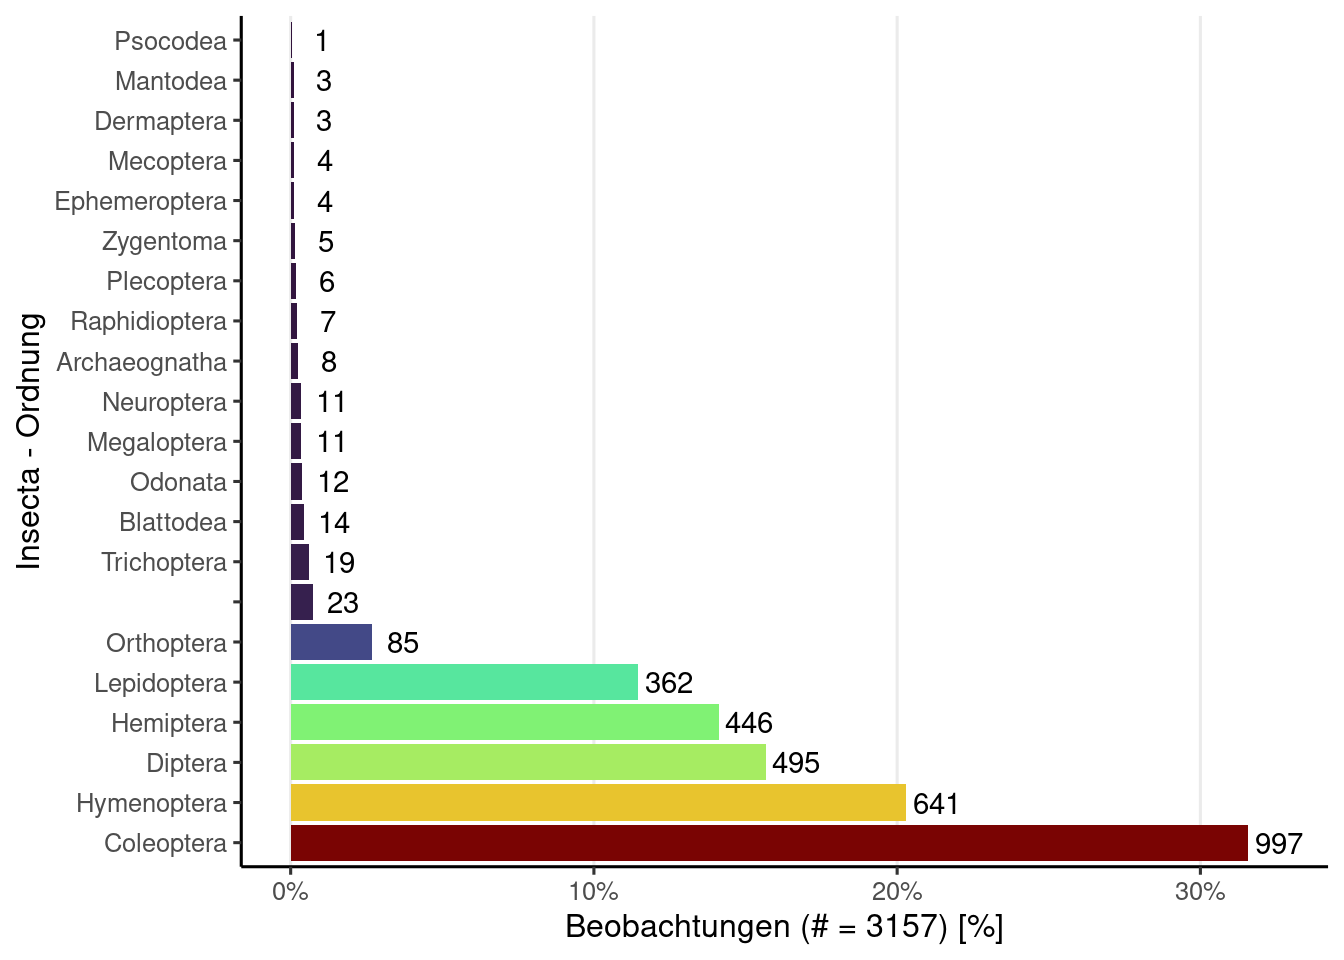 Psocodea 1
Mantodea 3
Dermaptera 3
Mecoptera 4
Ephemeroptera 4
Zygentoma 5
Plecoptera 6
Raphidioptera 7
Archaeognatha 8
Neuroptera 11
Megaloptera 11
Odonata 12
Blattodea 14
Trichoptera 19
23
Orthoptera 85
Lepidoptera 362
Hemiptera 446
Diptera 495
Hymenoptera 641
Coleoptera 997
Insecta - Ordnung
0% 10% 20% 30%
Beobachtungen (# = 3157) [%]